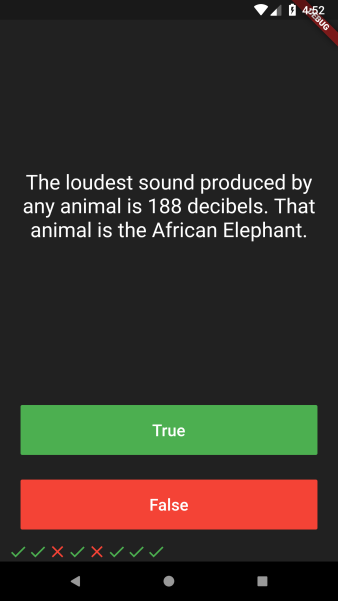 4:52
DEBUG
The loudest sound produced by
any animal is 188 decibels. That
animal is the African Elephant.
True
False